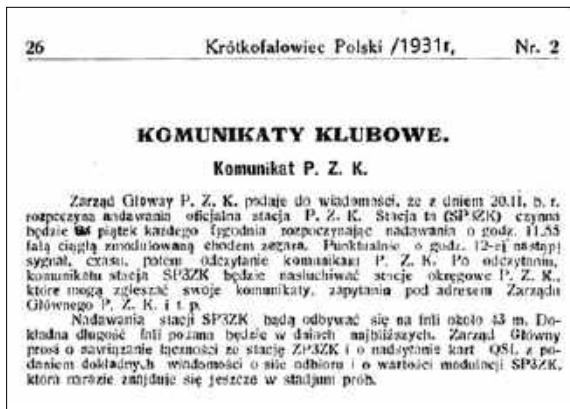 26 Krótkofalowiec Polski /1931r, Nr. 2
KOMUNIKATY KLUBOWE.
Komunikat P. Z. K.
Zarząd Główny P. Z. K. podaje do wiadomości, że z dniem 20.II. b. r.
rozpoczyna nadawania oficjalna stacja P. Z. K. Stacja ta (SP3ZK) czynna
będzie piątek każdego tygodnia rozpoczynając nadawania o godz. 11.55
falą ciągłą zmodulowaną chodem zegara. Punktualnie o godz. 12-ej nastąpi
sygnał, czasu, potem odczytanie komunikatu P. Z. K. Po odczytaniu,
komunikatu stacja SP3ZK będzie nasłuchiwać stacje okręgowe P. Z. K.,
które mogą zgłaszać swoje komunikaty, zapytania pod adresem Zarządu
Głównego P. Z. K. i t. p.
Nadawania stacji SP3ZK będą odbywać się na fali około 43 m. Do-
kładna długość fali podana będzie w dniach najbliższych. Zarząd Główny
prosi o nawiązanie łączności ze stację ZP3ZK i o nadsyłanie kart QSL z po-
daniem dokładnych wiadomości o sile odbioru i o wartości modulacji SP3ZK,
która narazie znajduje się jeszcze w stadjum prób.